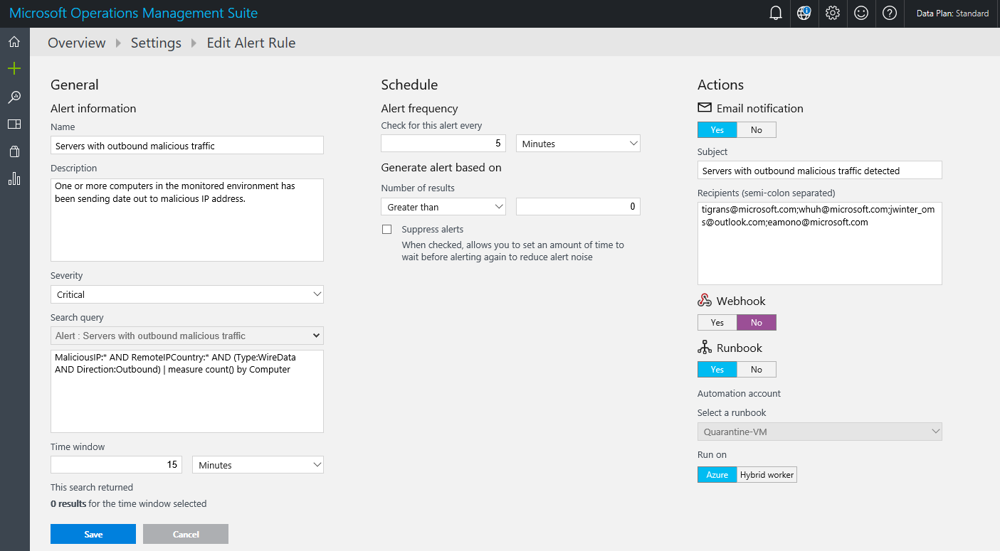 Microsoft Operations Management Suite
Data Plan: Standard
Overview Settings Edit Alert Rule
General
Alert information
Name
Servers with outbound malicious traffic
Description
One or more computers in the monitored environment has
been sending date out to malicious IP address.
Severity
Critical
Search query
Alert : Servers with outbound malicious traffic
MaliciousIP:* AND RemoteIPCountry:* AND (Type:WireData
AND Direction:Outbound) | measure count() by Computer
Time window
15 Minutes
This search returned
0 results for the time window selected
Save Cancel
Schedule
Alert frequency
Check for this alert every
5 Minutes
Generate alert based on
Number of results
Greater than 0
Suppress alerts
When checked, allows you to set an amount of time to
wait before alerting again to reduce alert noise
Actions
Email notification
Yes No
Subject
Servers with outbound malicious traffic detected
Recipients (semi-colon separated)
tigrans@microsoft.com;whuh@microsoft.com;jwinter_om
s@outlook.com;eamono@microsoft.com
Webhook
Yes No
Runbook
Yes No
Automation account
Select a runbook
Quarantine-VM
Run on
Azure Hybrid worker